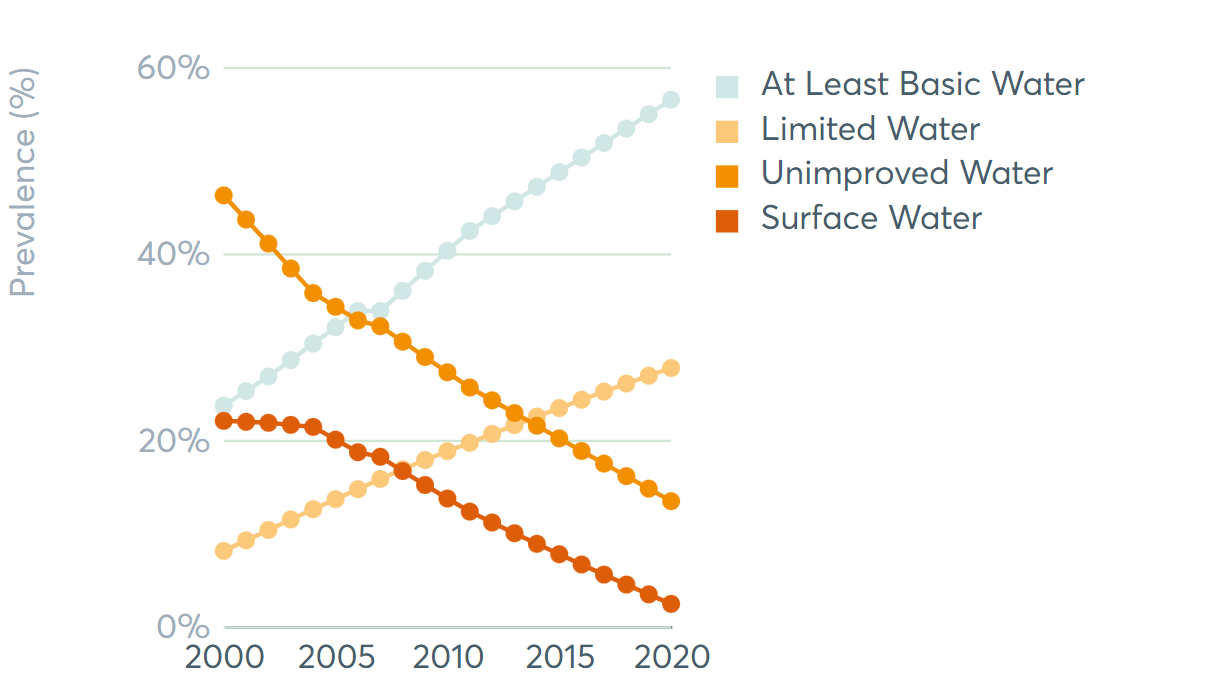 Prevalence (%)
60%
40%
20%
0%
2000 2005 2010 2015 2020
At Least Basic Water
Limited Water
Unimproved Water
Surface Water